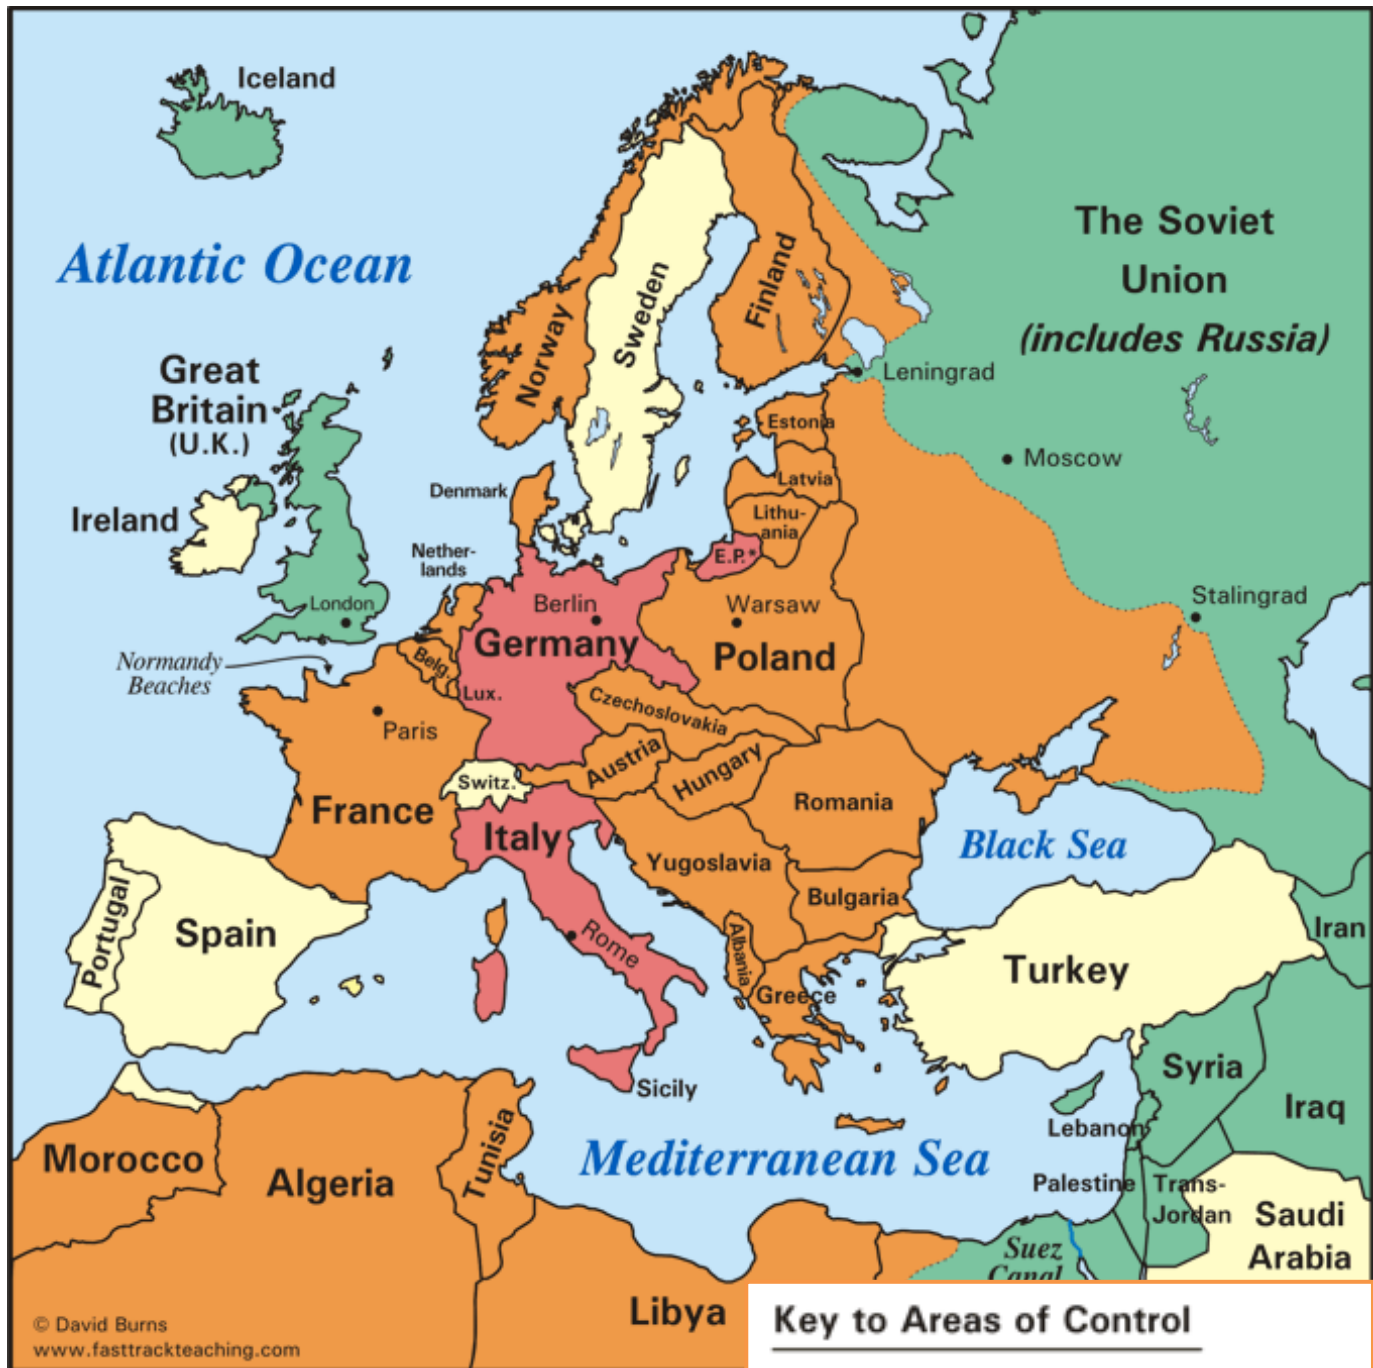 Iceland
Atlantic Ocean
The Soviet
Union
(includes Russia)
Great
Britain
(U.K.)
Ireland
London
Normandy
Beaches
Norway
Sweden
Finland
Leningrad
Moscow
Stalingrad
Estonia
Latvia
Lithu-
ania
E.P.*
Denmark
Nether-
lands
Belg.
Lux.
Berlin
Germany
Warsaw
Poland
Czechoslovakia
Paris
France
Switz.
Austria
Hungary
Romania
Italy
Rome
Yugoslavia
Bulgaria
Albania
Greece
Black Sea
Portugal
Spain
Turkey
Iran
Syria
Iraq
Lebanon
Palestine
Trans-
Jordan
Saudi
Arabia
Sicily
Mediterranean Sea
Morocco
Algeria
Tunisia
Libya
Suez
Canal
Key to Areas of Control
© David Burns
www.fasttrackteaching.com